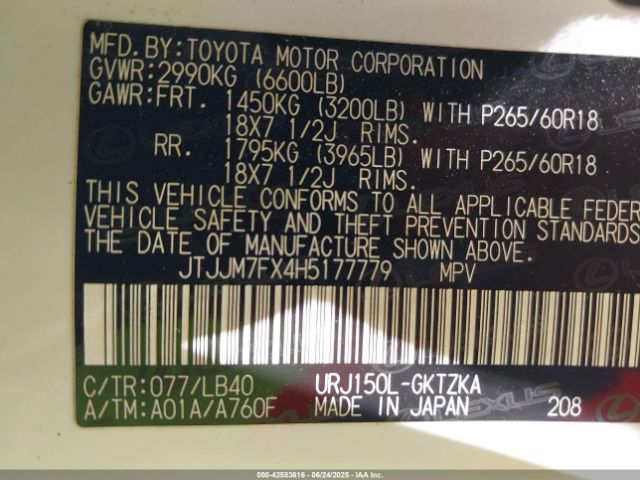 MFD.BY:TOYOTA MOTOR CORPORATION
GVWR:2990KG (6600LB)
GAWR:FRT. 1450KG (3200LB) WITH P265/60R18
18X7 1/2J RIMS.
RR. 1795KG (3965LB) WITH P265/60R18
18X7 1/2J RIMS.
THIS VEHICLE CONFORMS TO ALL APPLICABLE FEDER
VEHICLE SAFETY AND THEFT PREVENTION STANDARDS
THE DATE OF MANUFACTURE SHOWN ABOVE.
JTJJM7FX4H5177779 MPV
C/TR:077/LB40 URJ150L-GKTZKA
A/TM:A01A/A760F MADE IN JAPAN 208
LEXUS
000-42583616 - 06/24/2025 - IAAI